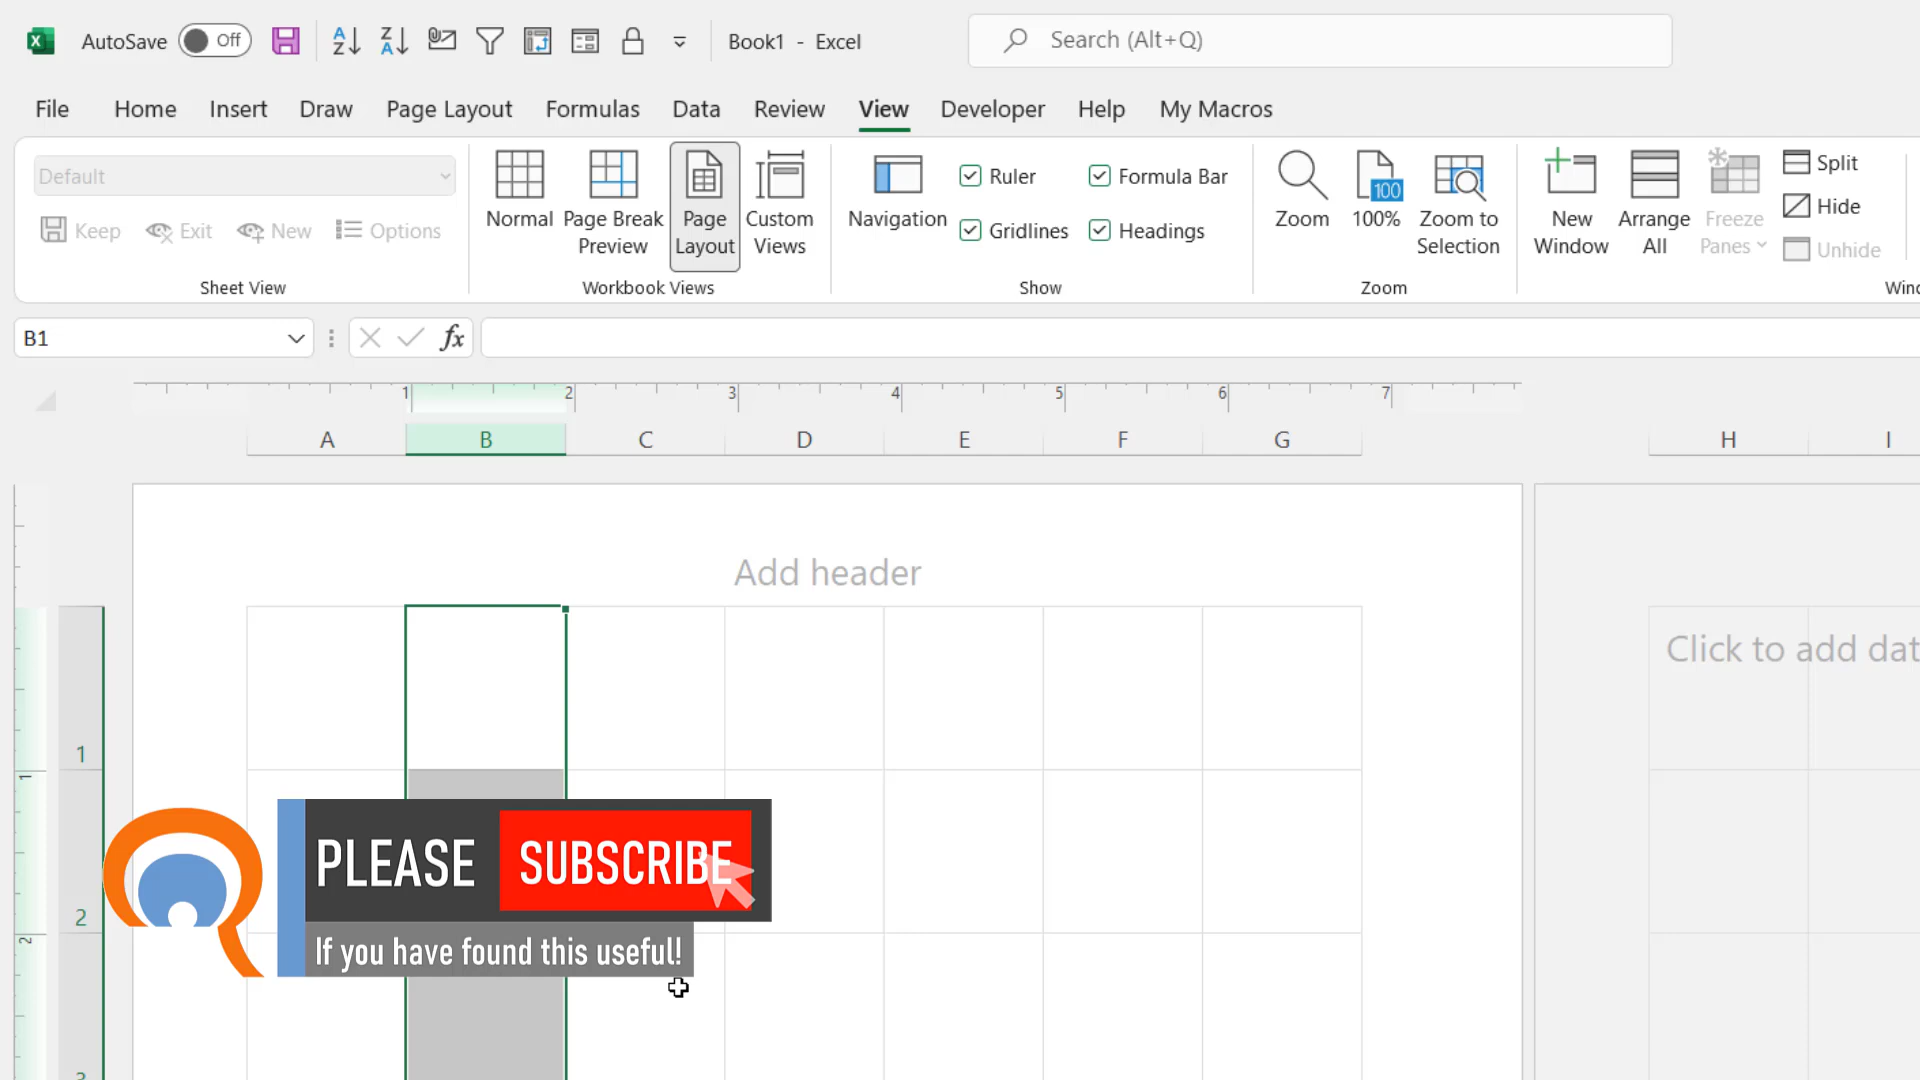 AutoSave Off Book1 - Excel Search (Alt+Q)
File Home Insert Draw Page Layout Formulas Data Review View Developer Help My Macros
Default
Keep Exit New Options
Sheet View
Normal
Page Break Preview
Page Layout
Custom Views
Workbook Views
Navigation
Ruler
Formula Bar
Gridlines
Headings
Show
Zoom
100
100%
Zoom to Selection
Zoom
New Window
Arrange All
Freeze Panes
Split
Hide
Unhide
Wind
B1
fx
1 2 3 4 5 6 7
A B C D E F G H I
Add header
Click to add dat
1
1
PLEASE SUBSCRIBE
2
2
If you have found this useful!
3